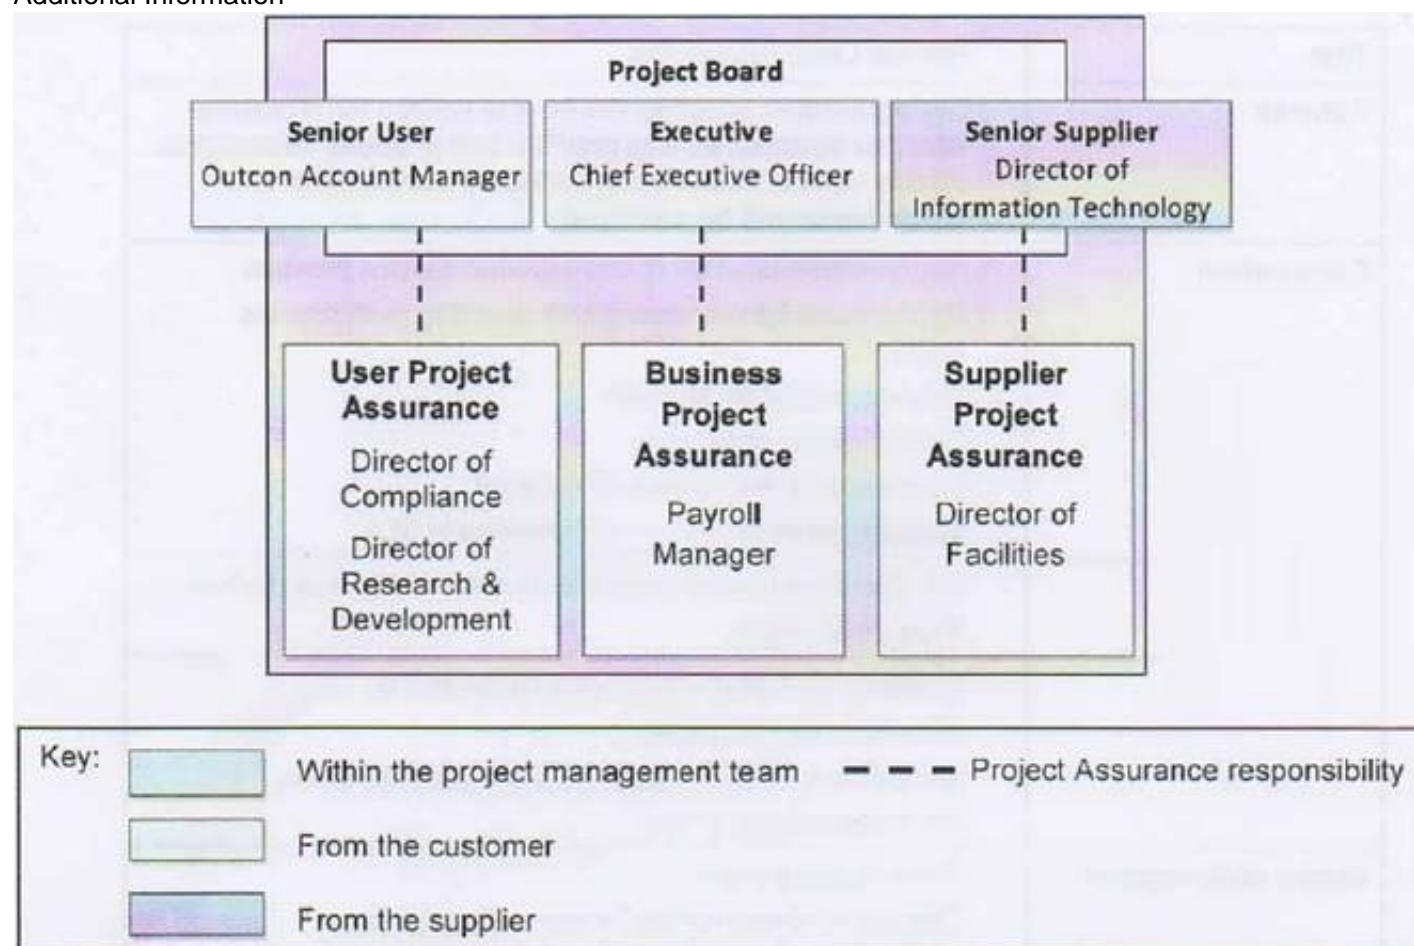 Additional Information
Project Board
Senior User
Outcon Account Manager
Executive
Chief Executive Officer
Senior Supplier
Director of
Information Technology
User Project
Assurance
Director of
Compliance
Director of
Research &
Development
Business
Project
Assurance
Payroll
Manager
Supplier
Project
Assurance
Director of
Facilities
Key:
Within the project management team
Project Assurance responsibility
From the customer
From the supplier